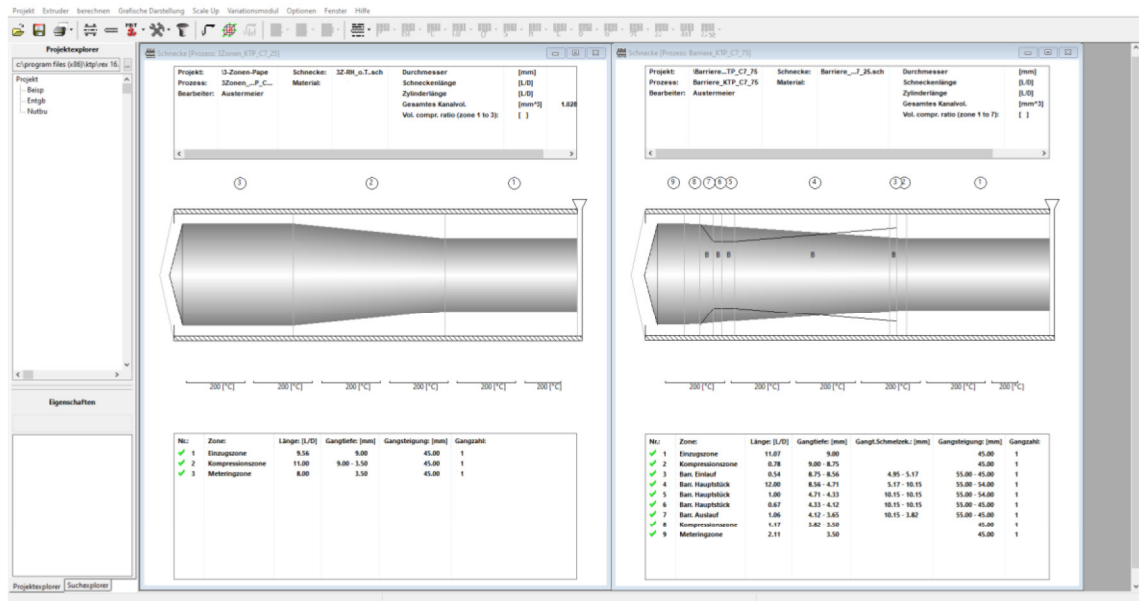 Projekt Extruder berechnen Grafische Darstellung Scale Up Variationsmodul Optionen Fenster Hilfe
Projektexplorer
c:\program files (x86)\ktp\rex 16. ...
Projekt
Beisp
Entgb
Nutbu
Eigenschaften
Projektexplorer Suchexplorer
Schnecke [Prozess: 3Zonen_KTP_C7_25]
Projekt: \3-Zonen-Pape Schnecke: 3Z-RH_o.T..sch Durchmesser [mm]
Prozess: 3Zonen_...P_C... Material: Schneckenlänge [L/D]
Bearbeiter: Austermeier Zylinderlänge [L/D]
Gesamtes Kanalvol. [mm^3] 1.028
Vol. compr. ratio (zone 1 to 3): [ ]
3 2 1
200 [°C] 200 [°C] 200 [°C] 200 [°C] 200 [°C] 200 [°C]
Nr.: Zone: Länge: [L/D] Gangtiefe: [mm] Gangsteigung: [mm] Gangzahl:
1 Einzugszone 9.56 9.00 45.00 1
2 Kompressionszone 11.00 9.00 - 3.50 45.00 1
3 Meteringzone 8.00 3.50 45.00 1
Schnecke [Prozess: Barriere_KTP_C7_75]
Projekt: \Barriere...TP_C7_75 Schnecke: Barriere_...7_25.sch Durchmesser [mm]
Prozess: Barriere_KTP_C7_75 Material: Schneckenlänge [L/D]
Bearbeiter: Austermeier Zylinderlänge [L/D]
Gesamtes Kanalvol. [mm^3]
Vol. compr. ratio (zone 1 to 7): [ ]
9 8 7 6 5 4 3 2 1
B B B B B
200 [°C] 200 [°C] 200 [°C] 200 [°C] 200 [°C] 200 [°C]
Nr.: Zone: Länge: [L/D] Gangtiefe: [mm] Gangt.Schmelzek.: [mm] Gangsteigung: [mm] Gangzahl:
1 Einzugszone 11.07 9.00 45.00 1
2 Kompressionszone 0.78 9.00 - 8.75 45.00 1
3 Barr. Einlauf 0.54 8.75 - 8.56 4.95 - 5.17 55.00 - 45.00 1
4 Barr. Hauptstück 12.00 8.56 - 4.71 5.17 - 10.15 55.00 - 54.00 1
5 Barr. Hauptstück 1.00 4.71 - 4.33 10.15 - 10.15 55.00 - 54.00 1
6 Barr. Hauptstück 0.67 4.33 - 4.12 10.15 - 10.15 55.00 - 45.00 1
7 Barr. Auslauf 1.06 4.12 - 3.65 10.15 - 3.82 55.00 - 45.00 1
8 Kompressionszone 1.17 3.82 - 3.50 45.00 1
9 Meteringzone 2.11 3.50 45.00 1